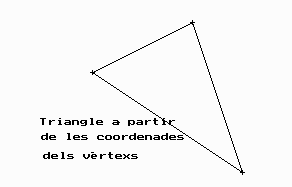 Triangle a partir
de les coordenades
dels vèrtexs